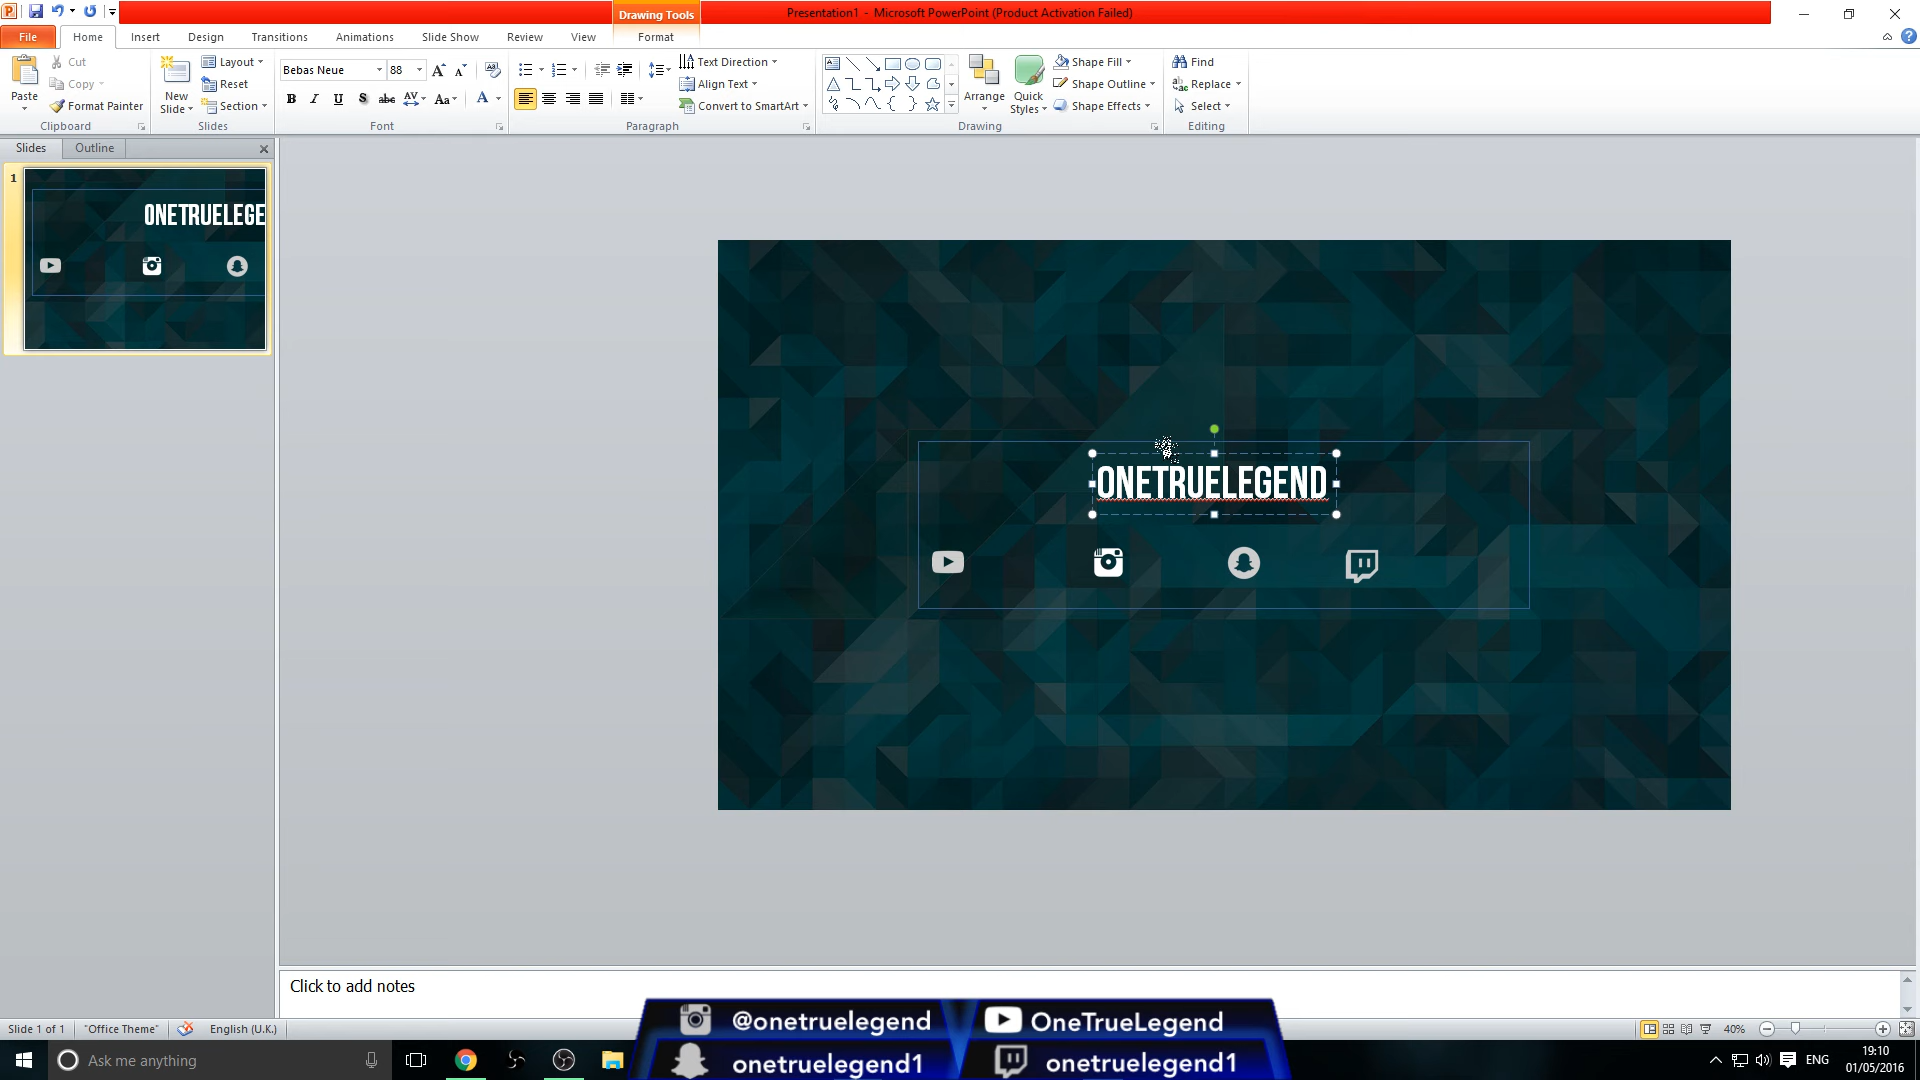 Drawing Tools
Presentation1 - Microsoft PowerPoint (Product Activation Failed)
File Home Insert Design Transitions Animations Slide Show Review View Format
Paste
Cut
Copy
Format Painter
Clipboard
New Slide
Layout
Reset
Section
Slides
Bebas Neue 88
B I U S abc AV Aa A
Font
Text Direction
Align Text
Convert to SmartArt
Paragraph
Arrange
Quick Styles
Shape Fill
Shape Outline
Shape Effects
Drawing
Find
Replace
Select
Editing
Slides Outline
1
ONETRUELEGE
ONETRUELEGEND
Click to add notes
Slide 1 of 1 "Office Theme" English (U.K.) 40%
@onetruelegend OneTrueLegend
onetruelegend1 onetruelegend1
Ask me anything
ENG
19:10
01/05/2016